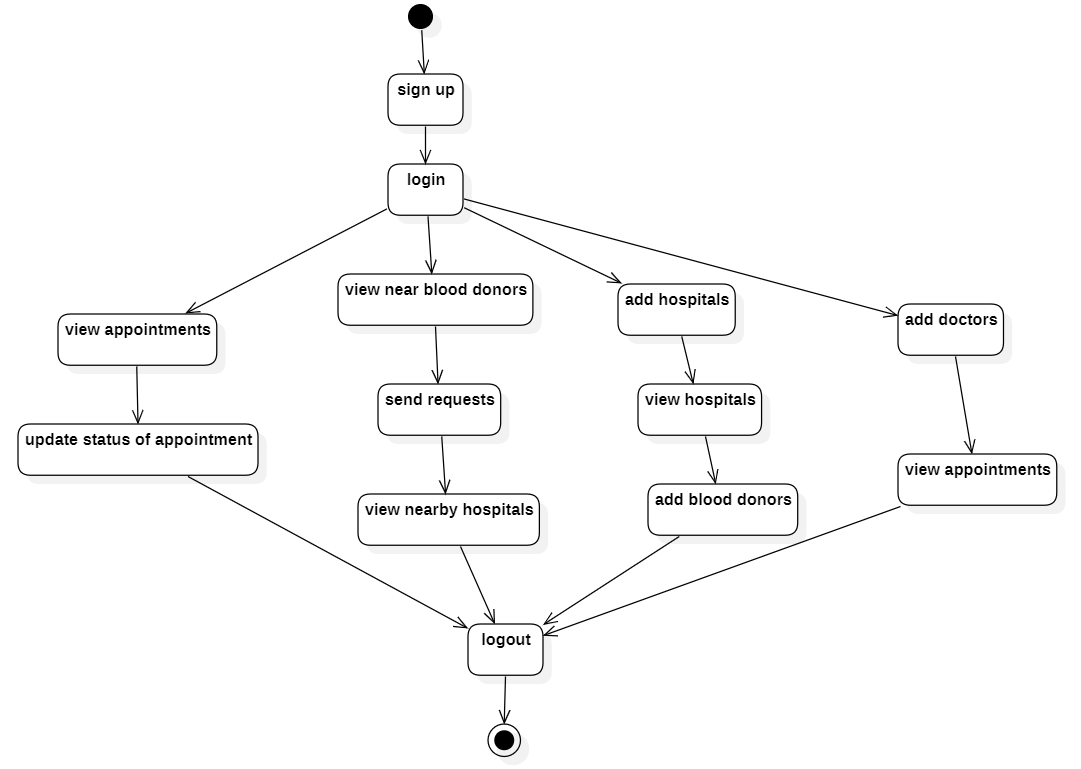 sign up
login
view near blood donors
add hospitals
add doctors
view appointments
send requests
view hospitals
update status of appointment
view appointments
add blood donors
view nearby hospitals
logout